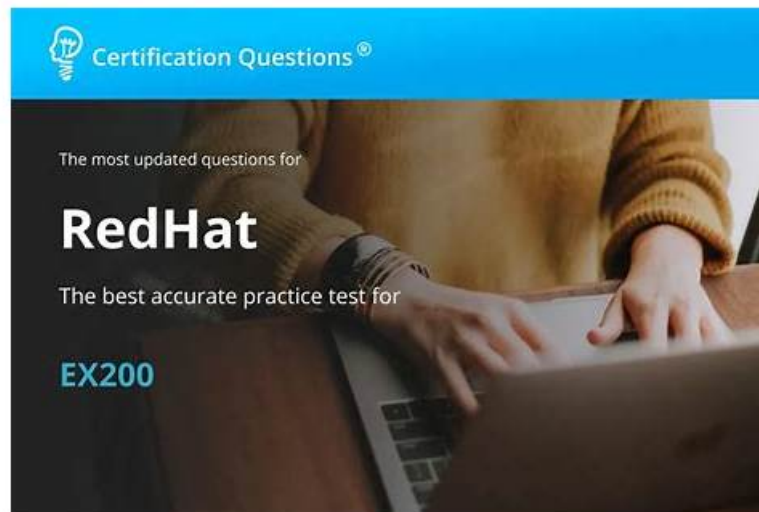 Certification Questions®
The most updated questions for
RedHat
The best accurate practice test for
EX200